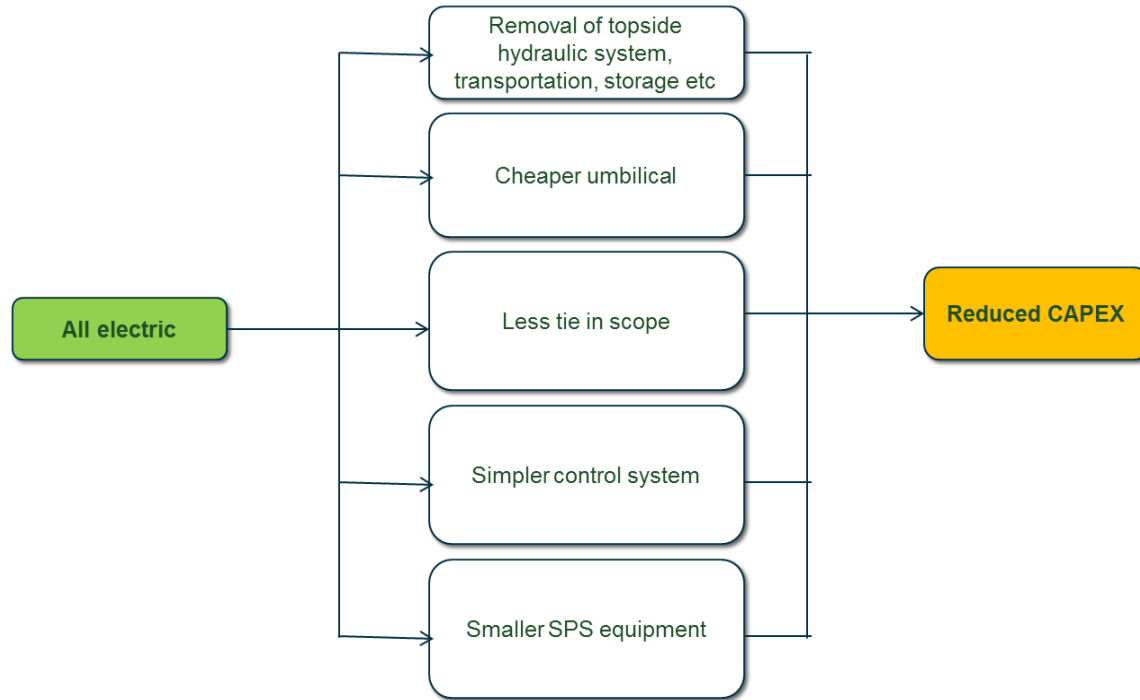 Removal of topside
hydraulic system,
transportation, storage etc
Cheaper umbilical
All electric
Less tie in scope
Reduced CAPEX
Simpler control system
Smaller SPS equipment